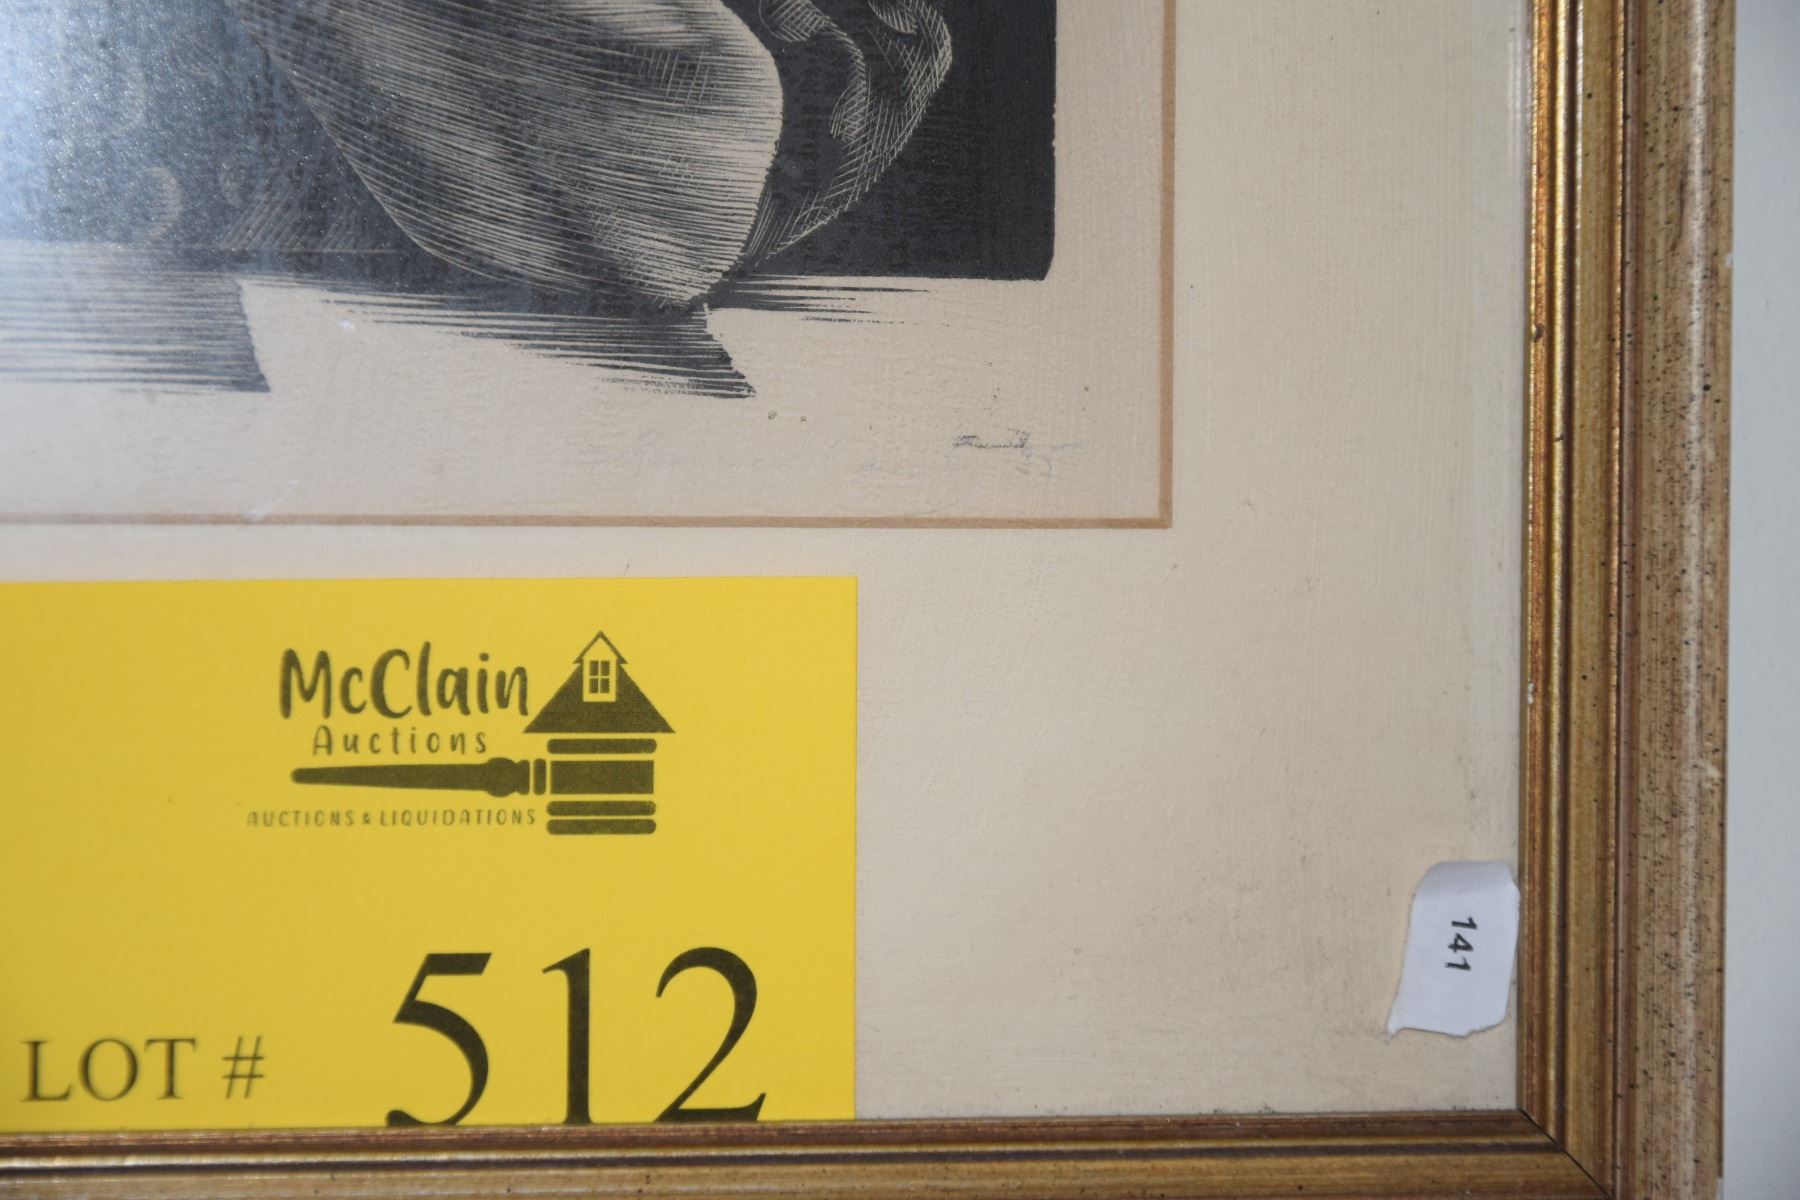 McClain
Auctions
AUCTIONS & LIQUIDATIONS
LOT # 512
141